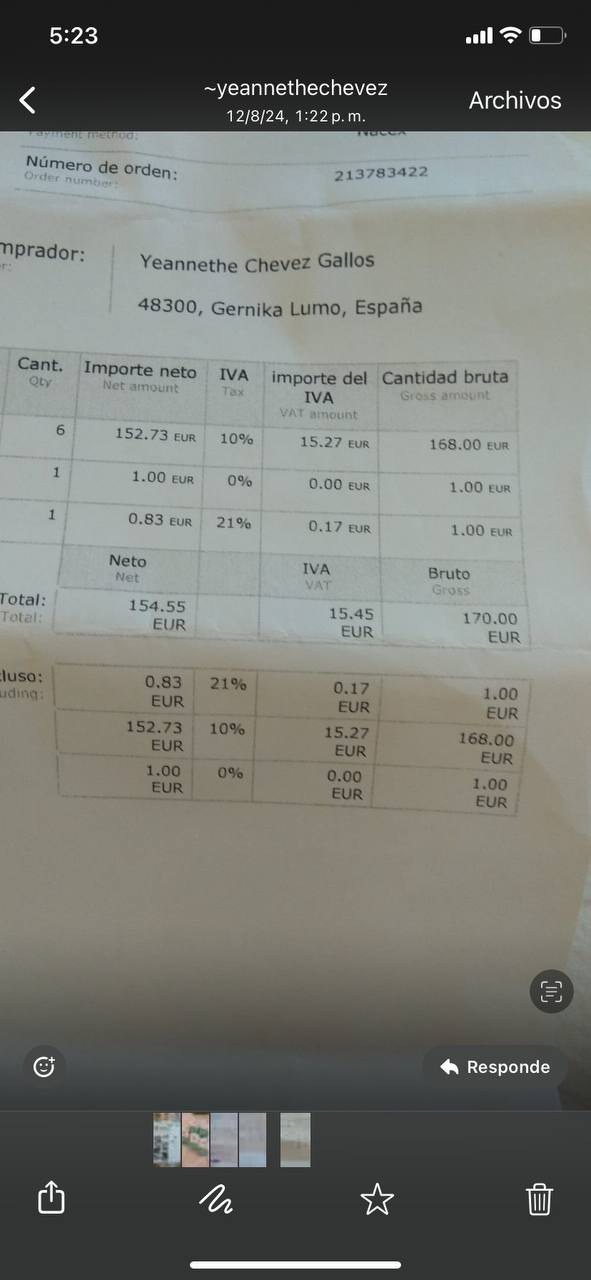 5:23
~yeannethechevez
12/8/24, 1:22 p. m.
Archivos
Payment method:
Nacex
Número de orden:
Order number:
213783422
mprador:
r:
Yeannethe Chevez Gallos
48300, Gernika Lumo, España
Cant. Importe neto IVA importe del IVA Cantidad bruta
Qty Net amount Tax VAT amount Gross amount
6 152.73 EUR 10% 15.27 EUR 168.00 EUR
1 1.00 EUR 0% 0.00 EUR 1.00 EUR
1 0.83 EUR 21% 0.17 EUR 1.00 EUR
Neto IVA Bruto
Net VAT Gross
Total: 154.55 EUR 15.45 EUR 170.00 EUR
Total:
cluso: 0.83 EUR 21% 0.17 EUR 1.00 EUR
uding:
152.73 EUR 10% 15.27 EUR 168.00 EUR
1.00 EUR 0% 0.00 EUR 1.00 EUR
Responde